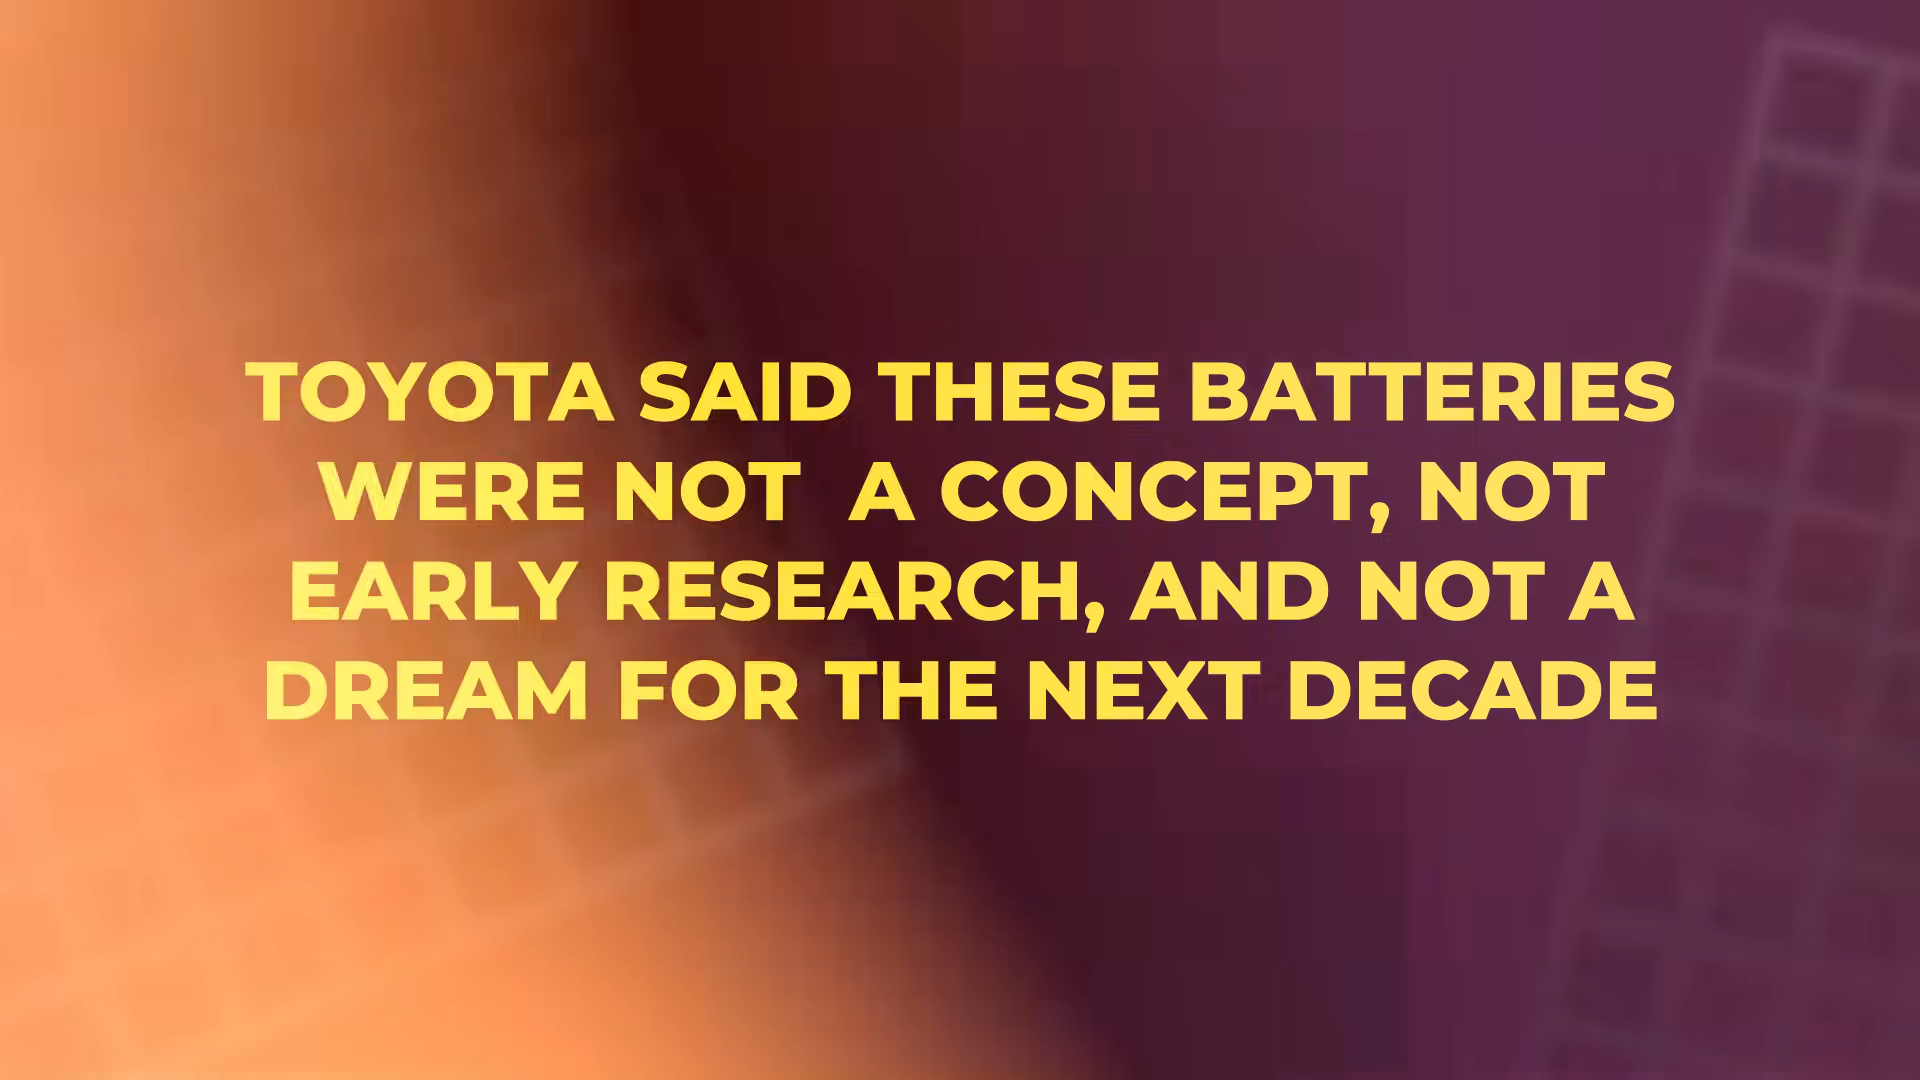 TOYOTA SAID THESE BATTERIES
WERE NOT  A CONCEPT, NOT
EARLY RESEARCH, AND NOT A
DREAM FOR THE NEXT DECADE